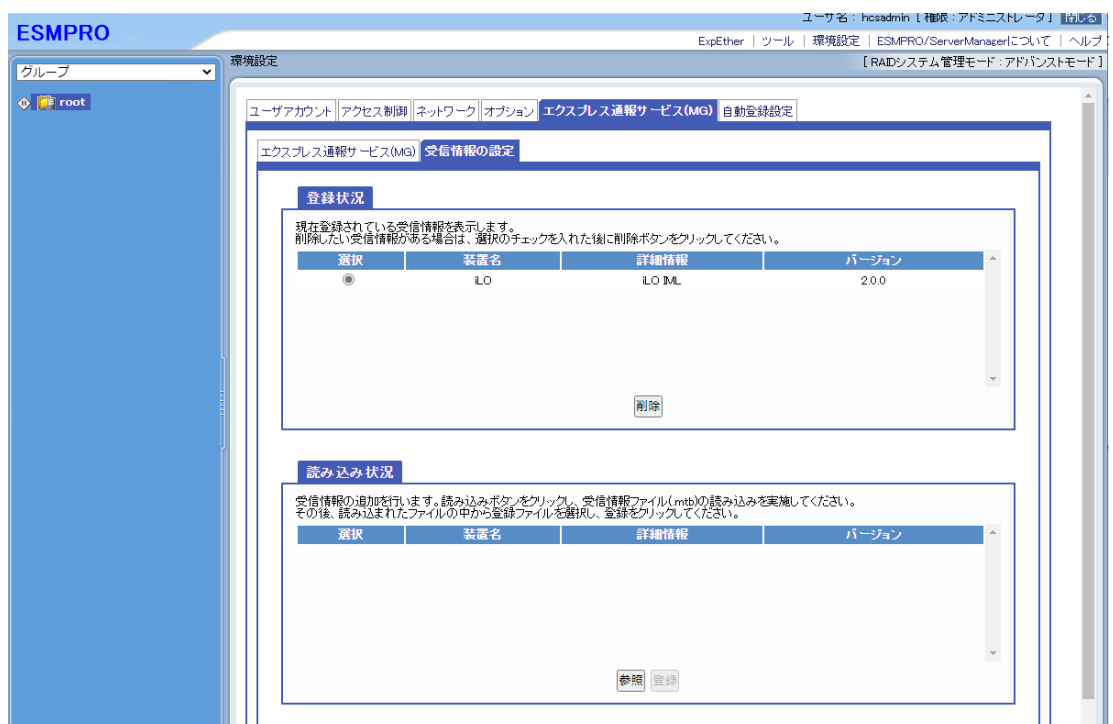 ユーザ名 : hcsadmin [ 権限 : アドミニストレータ ] 閉じる
ESMPRO
ExpEther | ツール | 環境設定 | ESMPRO/ServerManagerについて | ヘルプ
グループ
環境設定
[ RAIDシステム管理モード : アドバンストモード ]
root
ユーザアカウント アクセス制御 ネットワーク オプション エクスプレス通報サービス(MG) 自動登録設定
エクスプレス通報サービス(MG) 受信情報の設定
登録状況
現在登録されている受信情報を表示します。
削除したい受信情報がある場合は、選択のチェックを入れた後に削除ボタンをクリックしてください。
選択 装置名 詳細情報 バージョン
iLO iLO IML 2.0.0
削除
読み込み状況
受信情報の追加を行います。読み込みボタンをクリックし、受信情報ファイル(mtb)の読み込みを実施してください。
その後、読み込まれたファイルの中から登録ファイルを選択し、登録をクリックしてください。
選択 装置名 詳細情報 バージョン
参照 登録